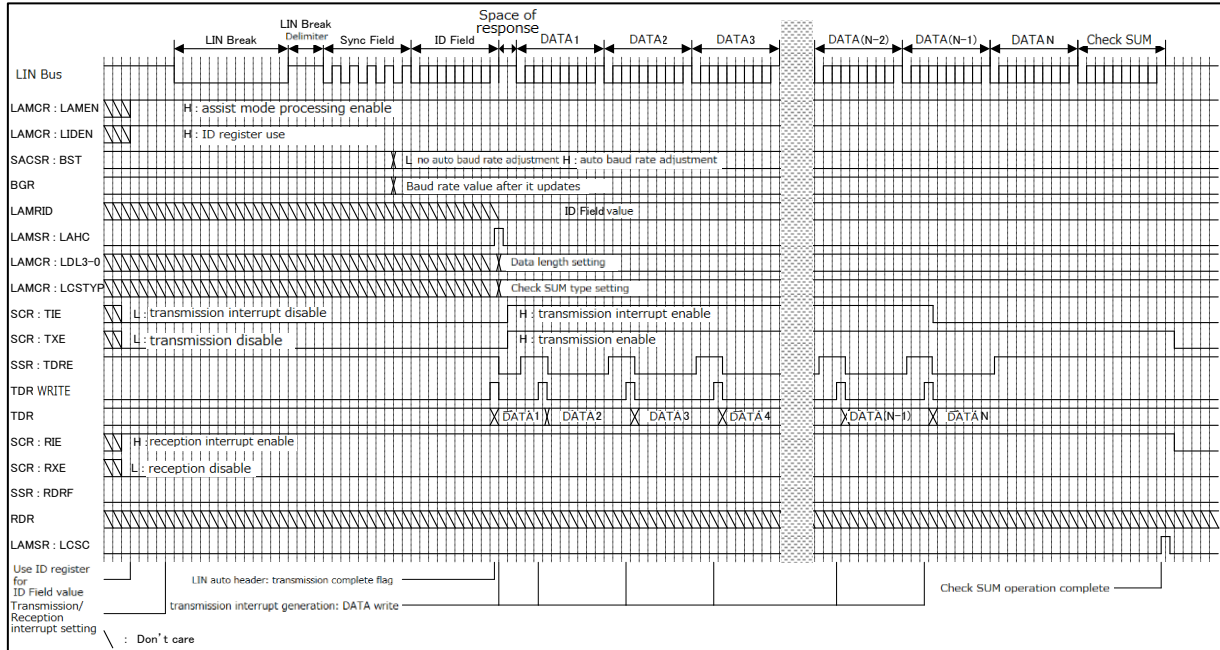 Space of
response
LIN Break
LIN Break
Delimiter
Sync Field
ID Field
DATA1
DATA2
DATA3
DATA(N-2)
DATA(N-1)
DATA N
Check SUM
LIN Bus
LAMCR : LAMEN
H : assist mode processing enable
LAMCR : LIDEN
H : ID register use
SACSR : BST
L no auto baud rate adjustment H : auto baud rate adjustment
BGR
Baud rate value after it updates
LAMRID
ID Field value
LAMSR : LAHC
LAMCR : LDL3-0
Data length setting
LAMCR : LCSTYP
Check SUM type setting
SCR : TIE
L : transmission interrupt disable
H : transmission interrupt enable
SCR : TXE
L : transmission disable
H : transmission enable
SSR : TDRE
TDR WRITE
TDR
DATA1
DATA2
DATA3
DATA4
DATA(N-1)
DATA N
SCR : RIE
H : reception interrupt enable
SCR : RXE
L : reception disable
SSR : RDRF
RDR
LAMSR : LCSC
Use ID register
for
ID Field value
LIN auto header: transmission complete flag
Check SUM operation complete
Transmission/
Reception
interrupt setting
transmission interrupt generation: DATA write
: Don't care